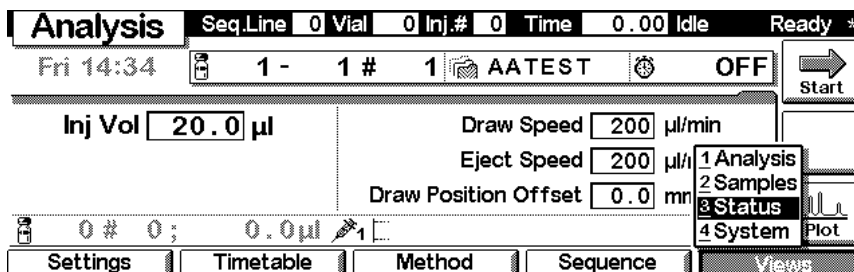 Analysis Seq.Line 0 Vial 0 Inj.# 0 Time 0.00 Idle Ready *
Fri 14:34 1 - 1 # 1 AATEST OFF
Start
Inj Vol 20.0 µl Draw Speed 200 µl/min
Eject Speed 200 µl/
Draw Position Offset 0.0
1 Analysis
2 Samples
3 Status
4 System
Plot
0 # 0; 0.0µl 1
Settings Timetable Method Sequence Views